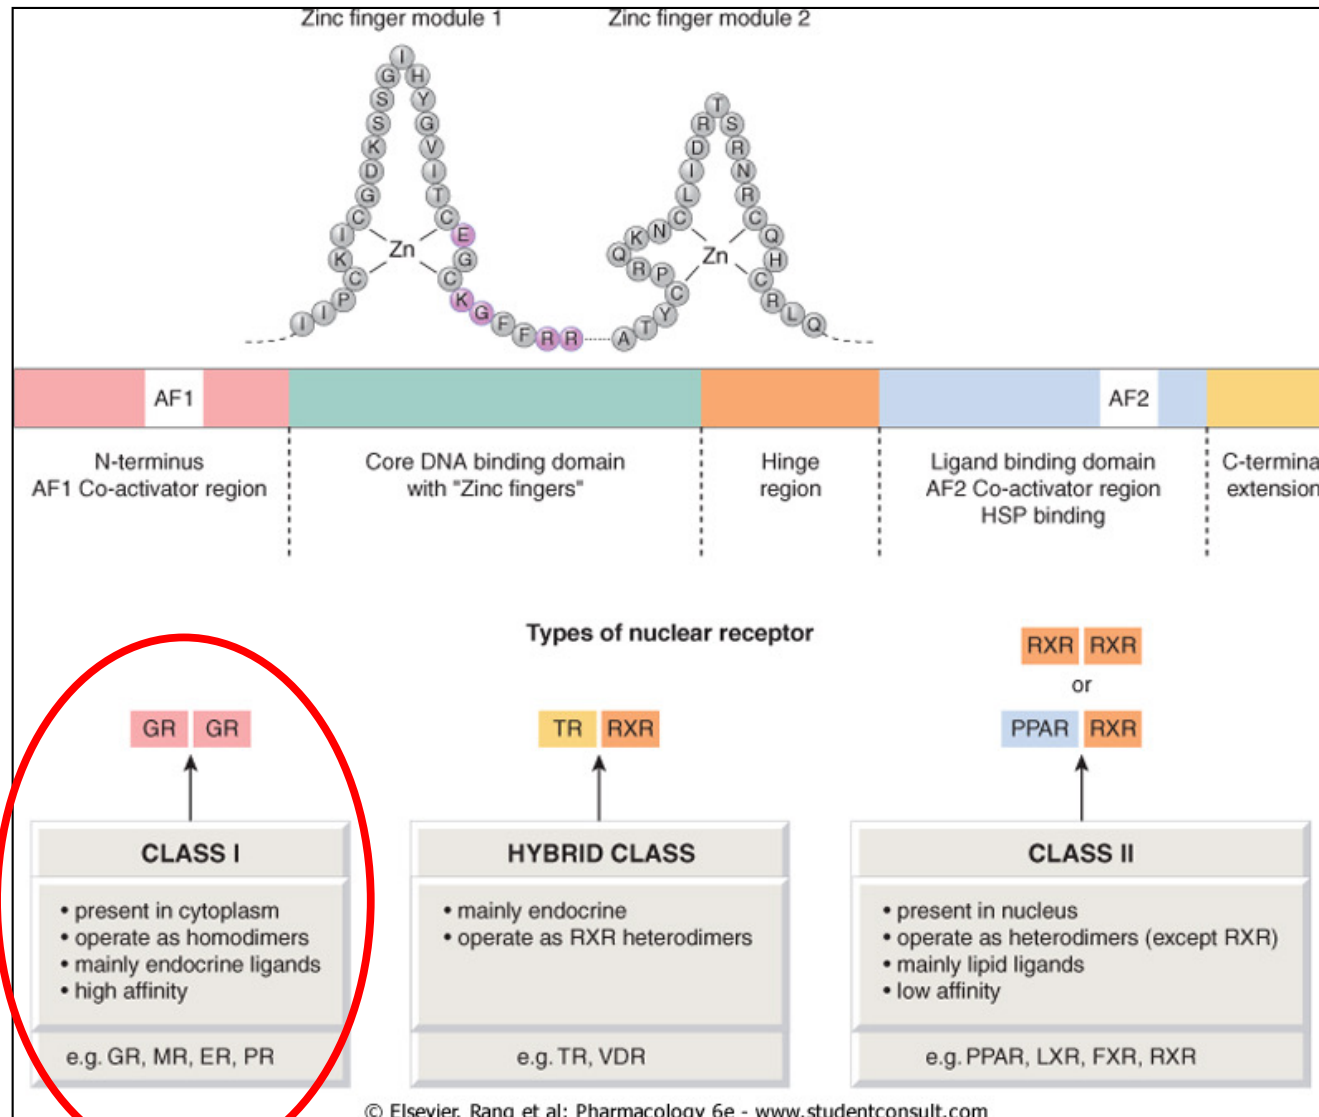 Zinc finger module 1
Zinc finger module 2
I I P C K I C G D K S S G I H Y G V I T C E G C K G F F R R
A T Y C P R Q K N C L I D R T S R N R C Q H C R L Q
Zn
Zn
AF1
AF2
N-terminus
AF1 Co-activator region
Core DNA binding domain
with "Zinc fingers"
Hinge
region
Ligand binding domain
AF2 Co-activator region
HSP binding
C-termina
extension
Types of nuclear receptor
RXR RXR
or
GR GR
TR RXR
PPAR RXR
CLASS I
• present in cytoplasm
• operate as homodimers
• mainly endocrine ligands
• high affinity
e.g. GR, MR, ER, PR
HYBRID CLASS
• mainly endocrine
• operate as RXR heterodimers
e.g. TR, VDR
CLASS II
• present in nucleus
• operate as heterodimers (except RXR)
• mainly lipid ligands
• low affinity
e.g. PPAR, LXR, FXR, RXR
© Elsevier. Rang et al: Pharmacology 6e - www.studentconsult.com